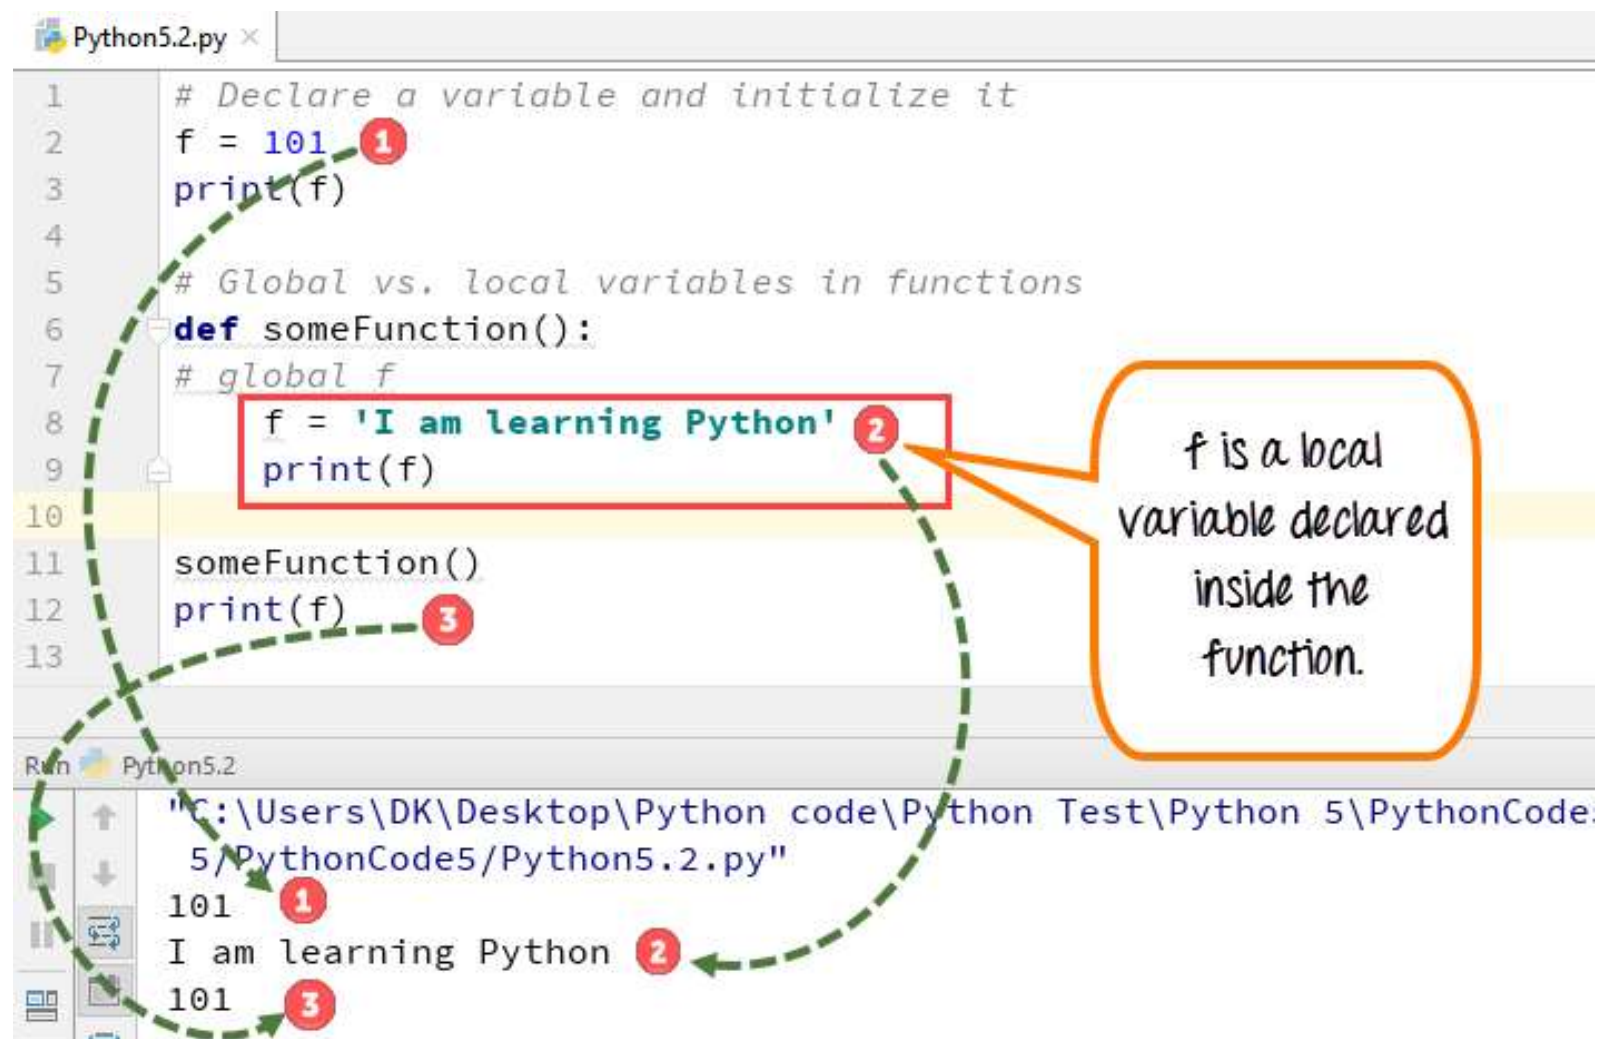 Python5.2.py
1 # Declare a variable and initialize it
2 f = 101 1
3 print(f)
4
5 # Global vs. local variables in functions
6 def someFunction():
7 # global f
8 f = 'I am learning Python' 2
9 print(f)
10
11 someFunction()
12 print(f) 3
13
f is a local
variable declared
inside the
function.
Run Python5.2
"C:\Users\DK\Desktop\Python code\Python Test\Python 5\PythonCode5
5/PythonCode5/Python5.2.py"
101 1
I am learning Python 2
101 3